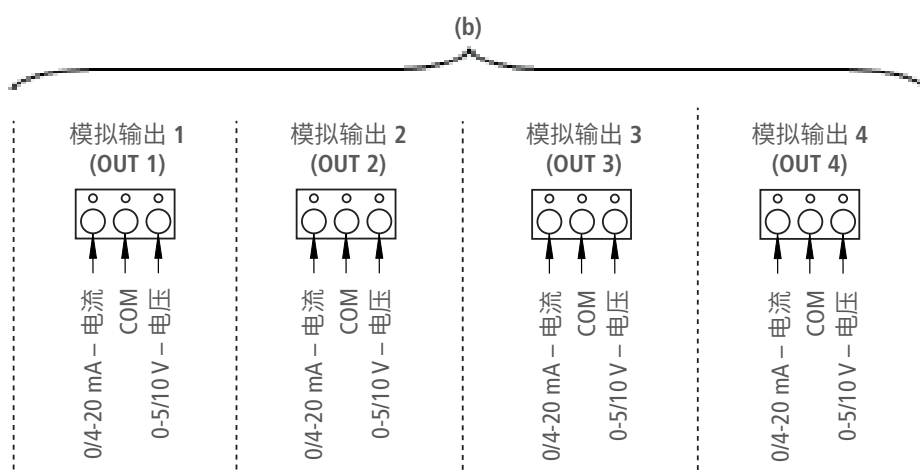 (b)
模拟输出 1
(OUT 1)
0/4-20 mA – 电流
COM
0-5/10 V – 电压
模拟输出 2
(OUT 2)
0/4-20 mA – 电流
COM
0-5/10 V – 电压
模拟输出 3
(OUT 3)
0/4-20 mA – 电流
COM
0-5/10 V – 电压
模拟输出 4
(OUT 4)
0/4-20 mA – 电流
COM
0-5/10 V – 电压